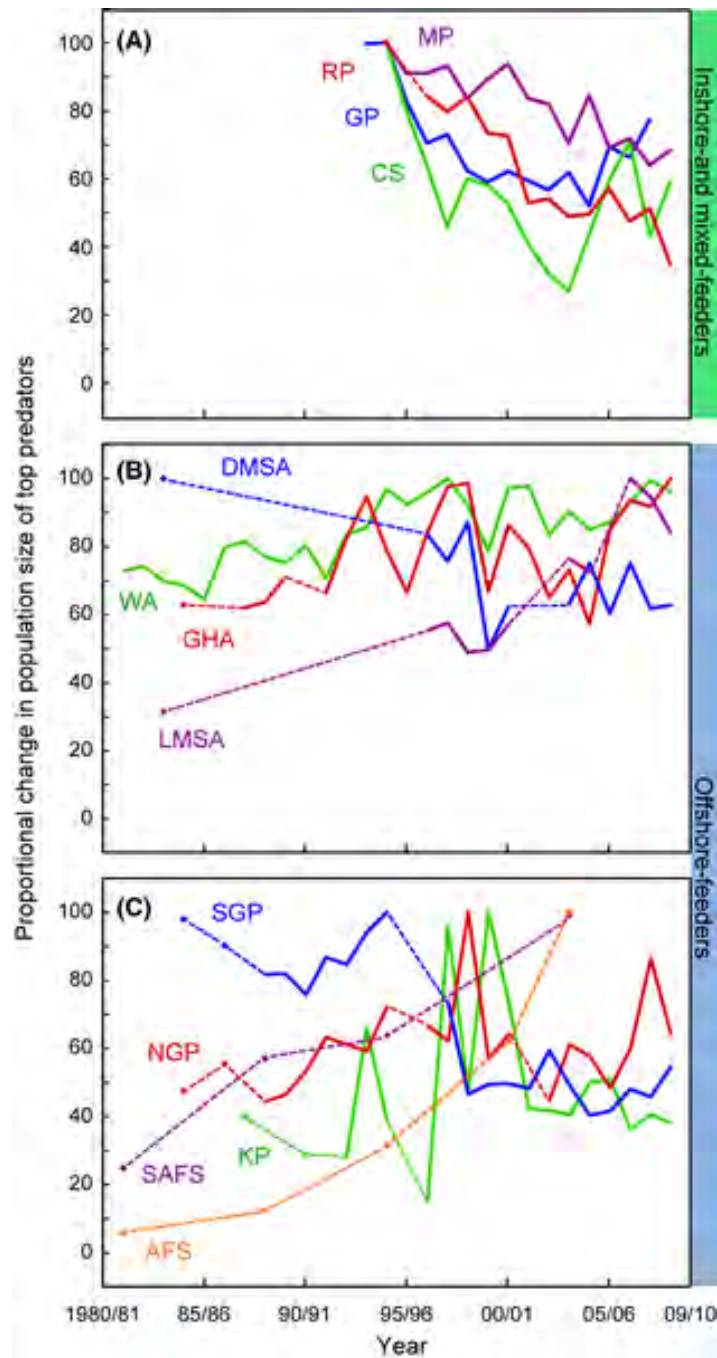 Proportional change in population size of top predators
(A)
MP
RP
GP
CS
100
80
60
40
20
0
Inshore-and mixed-feeders
(B)
DMSA
WA
GHA
LMSA
100
80
60
40
20
0
Offshore-feeders
(C)
SGP
NGP
KP
SAFS
AFS
100
80
60
40
20
0
1980/81 85/86 90/91 95/96 00/01 05/06 09/10
Year